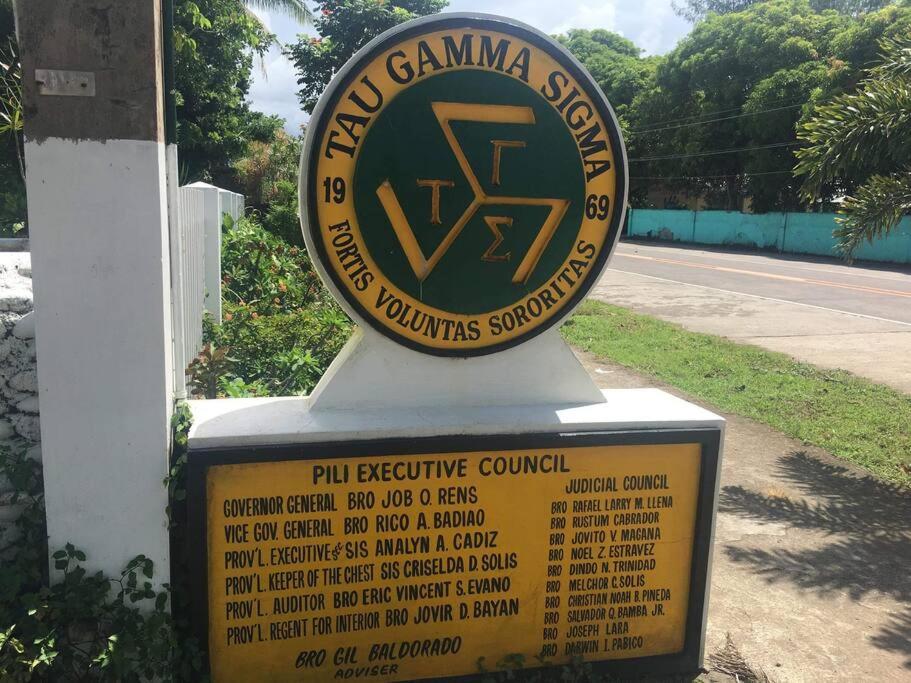 TAU GAMMA SIGMA
19 69
FORTIS VOLUNTAS SORORITAS
Τ Γ Σ
PILI EXECUTIVE COUNCIL
GOVERNOR GENERAL BRO JOB O. RENS
VICE GOV. GENERAL BRO RICO A. BADIAO
PROV'L. EXECUTIVE SIS ANALYN A. CADIZ
PROV'L. KEEPER OF THE CHEST SIS CRISELDA D. SOLIS
PROV'L. AUDITOR BRO ERIC VINCENT S. EVANO
PROV'L. REGENT FOR INTERIOR BRO JOVIR D. BAYAN
BRO GIL BALDORADO
ADVISER
JUDICIAL COUNCIL
BRO RAFAEL LARRY M. LLENA
BRO RUSTUM CABRADOR
BRO JOVITO V. MAGANA
BRO NOEL Z. ESTRAVEZ
BRO DINDO N. TRINIDAD
BRO MELCHOR G. SOLIS
BRO CHRISTIAN NOAH B. PINEDA
BRO SALVADOR Q. BAMBA JR.
BRO JOSEPH LARA
BRO DARWIN I. PABICO